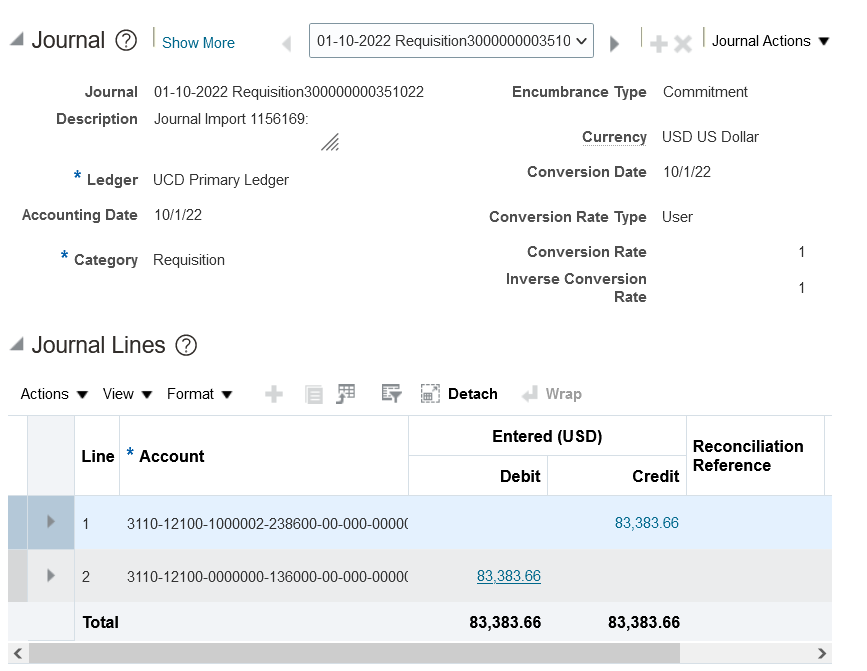 Journal ? Show More 01-10-2022 Requisition3000000003510 Journal Actions
Journal 01-10-2022 Requisition300000000351022
Description Journal Import 1156169:
* Ledger UCD Primary Ledger
Accounting Date 10/1/22
* Category Requisition
Encumbrance Type Commitment
Currency USD US Dollar
Conversion Date 10/1/22
Conversion Rate Type User
Conversion Rate 1
Inverse Conversion
Rate 1
Journal Lines ?
Actions View Format Detach Wrap
Line * Account Entered (USD) Reconciliation
Reference
Debit Credit
1 3110-12100-1000002-238600-00-000-0000( 83,383.66
2 3110-12100-0000000-136000-00-000-0000( 83,383.66
Total 83,383.66 83,383.66